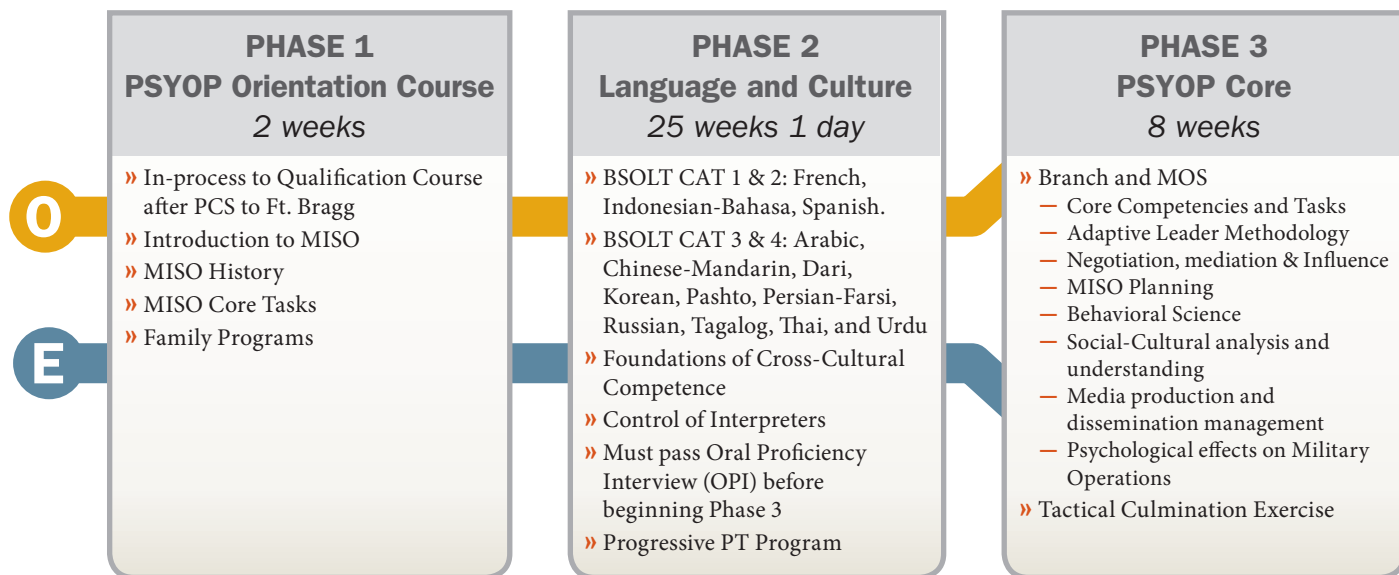 O
E
PHASE 1
PSYOP Orientation Course
2 weeks
» In-process to Qualification Course
after PCS to Ft. Bragg
» Introduction to MISO
» MISO History
» MISO Core Tasks
» Family Programs
PHASE 2
Language and Culture
25 weeks 1 day
» BSOLT CAT 1 & 2: French,
Indonesian-Bahasa, Spanish.
» BSOLT CAT 3 & 4: Arabic,
Chinese-Mandarin, Dari,
Korean, Pashto, Persian-Farsi,
Russian, Tagalog, Thai, and Urdu
» Foundations of Cross-Cultural
Competence
» Control of Interpreters
» Must pass Oral Proficiency
Interview (OPI) before
beginning Phase 3
» Progressive PT Program
PHASE 3
PSYOP Core
8 weeks
» Branch and MOS
— Core Competencies and Tasks
— Adaptive Leader Methodology
— Negotiation, mediation & Influence
— MISO Planning
— Behavioral Science
— Social-Cultural analysis and
understanding
— Media production and
dissemination management
— Psychological effects on Military
Operations
» Tactical Culmination Exercise